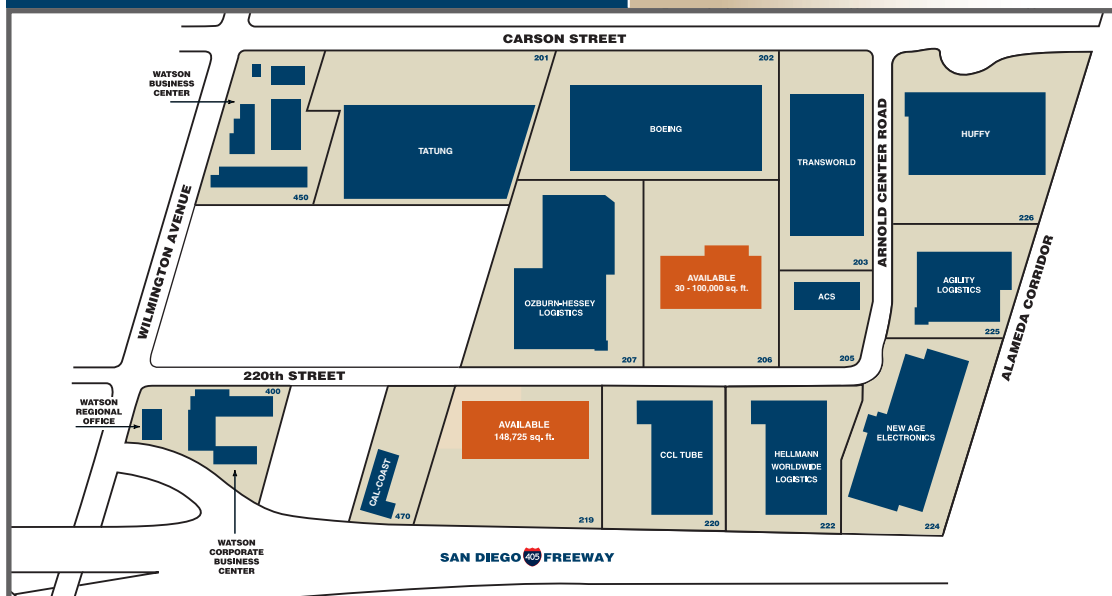 CARSON STREET
201
202
WATSON
BUSINESS
CENTER
TATUNG
BOEING
TRANSWORLD
HUFFY
450
226
WILMINGTON AVENUE
ARNOLD CENTER ROAD
ALAMEDA CORRIDOR
203
AVAILABLE
30 - 100,000 sq. ft.
ACS
OZBURN-HESSEY
LOGISTICS
AGILITY
LOGISTICS
225
207
206
205
220th STREET
400
WATSON
REGIONAL
OFFICE
AVAILABLE
148,725 sq. ft.
CCL TUBE
HELLMANN
WORLDWIDE
LOGISTICS
NEW AGE
ELECTRONICS
CAL-COAST
470
219
220
222
224
WATSON
CORPORATE
BUSINESS
CENTER
SAN DIEGO 405 FREEWAY